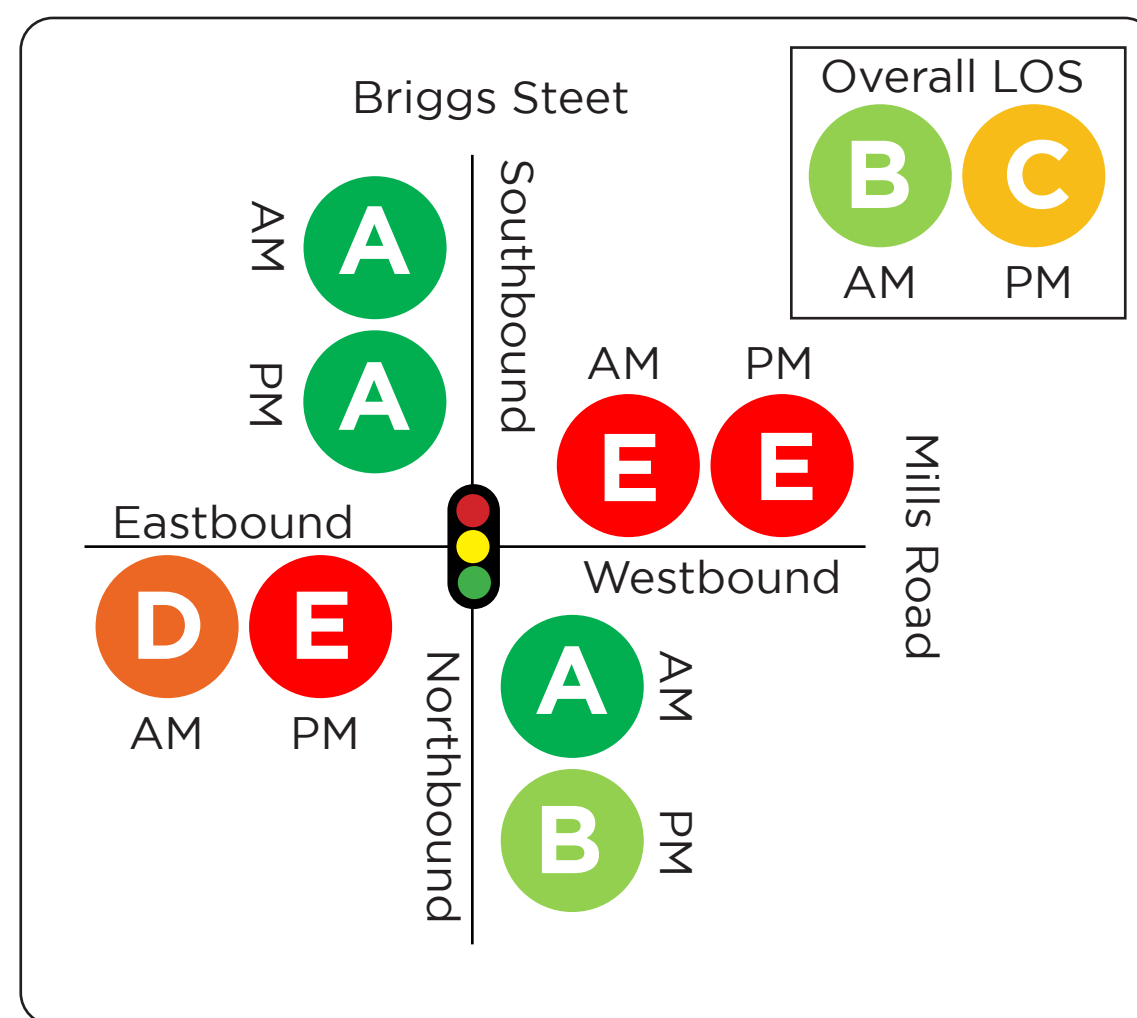 Overall LOS
B C
AM PM
Briggs Steet
Southbound
AM
A
PM
A
AM PM
E E
Mills Road
Eastbound
Westbound
D E
AM PM
Northbound
A
AM
B
PM